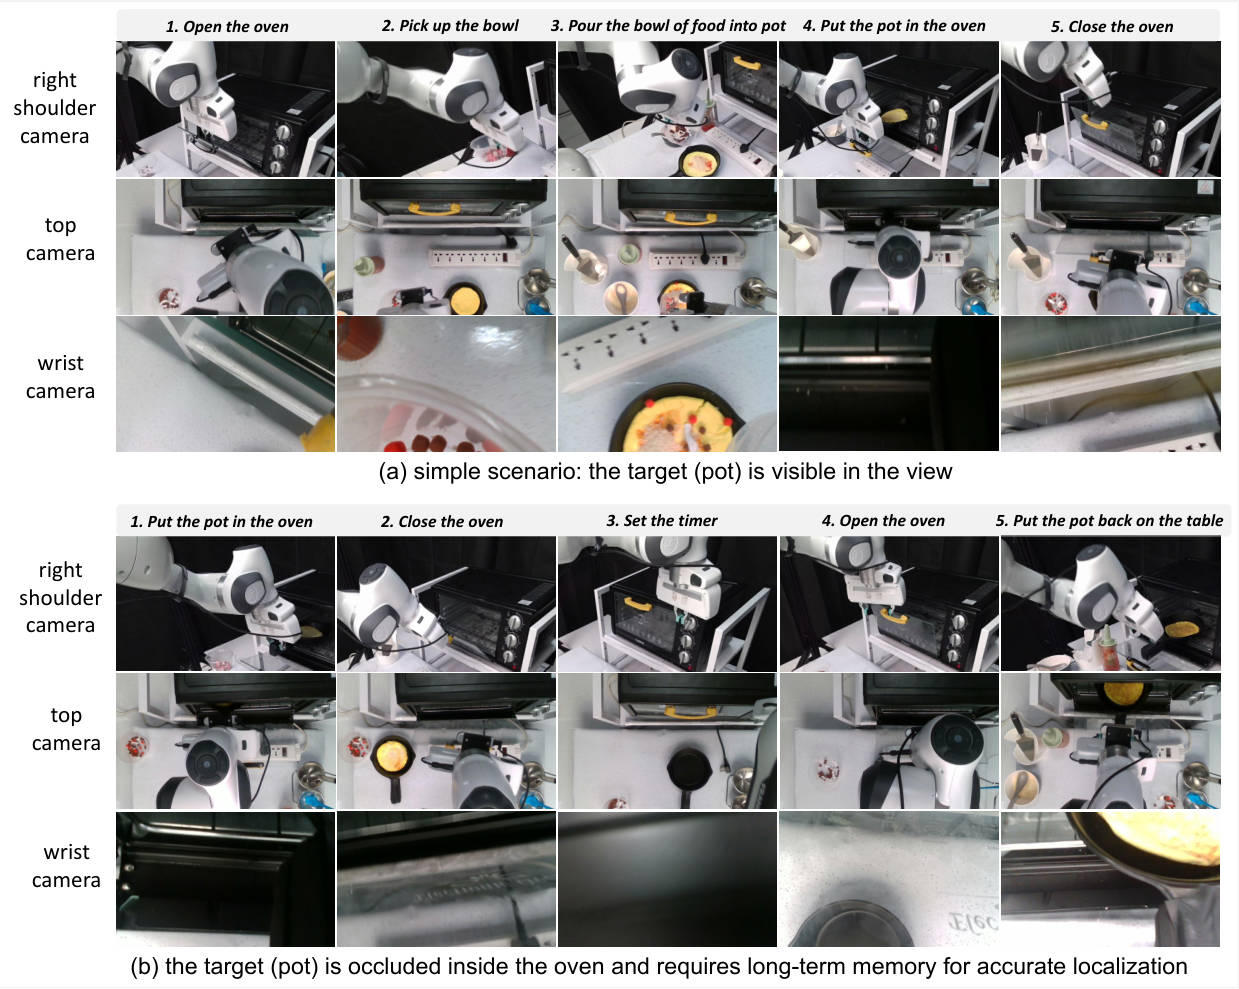 1. Open the oven
2. Pick up the bowl
3. Pour the bowl of food into pot
4. Put the pot in the oven
5. Close the oven
right
shoulder
camera
top
camera
wrist
camera
(a) simple scenario: the target (pot) is visible in the view
1. Put the pot in the oven
2. Close the oven
3. Set the timer
4. Open the oven
5. Put the pot back on the table
right
shoulder
camera
top
camera
wrist
camera
(b) the target (pot) is occluded inside the oven and requires long-term memory for accurate localization